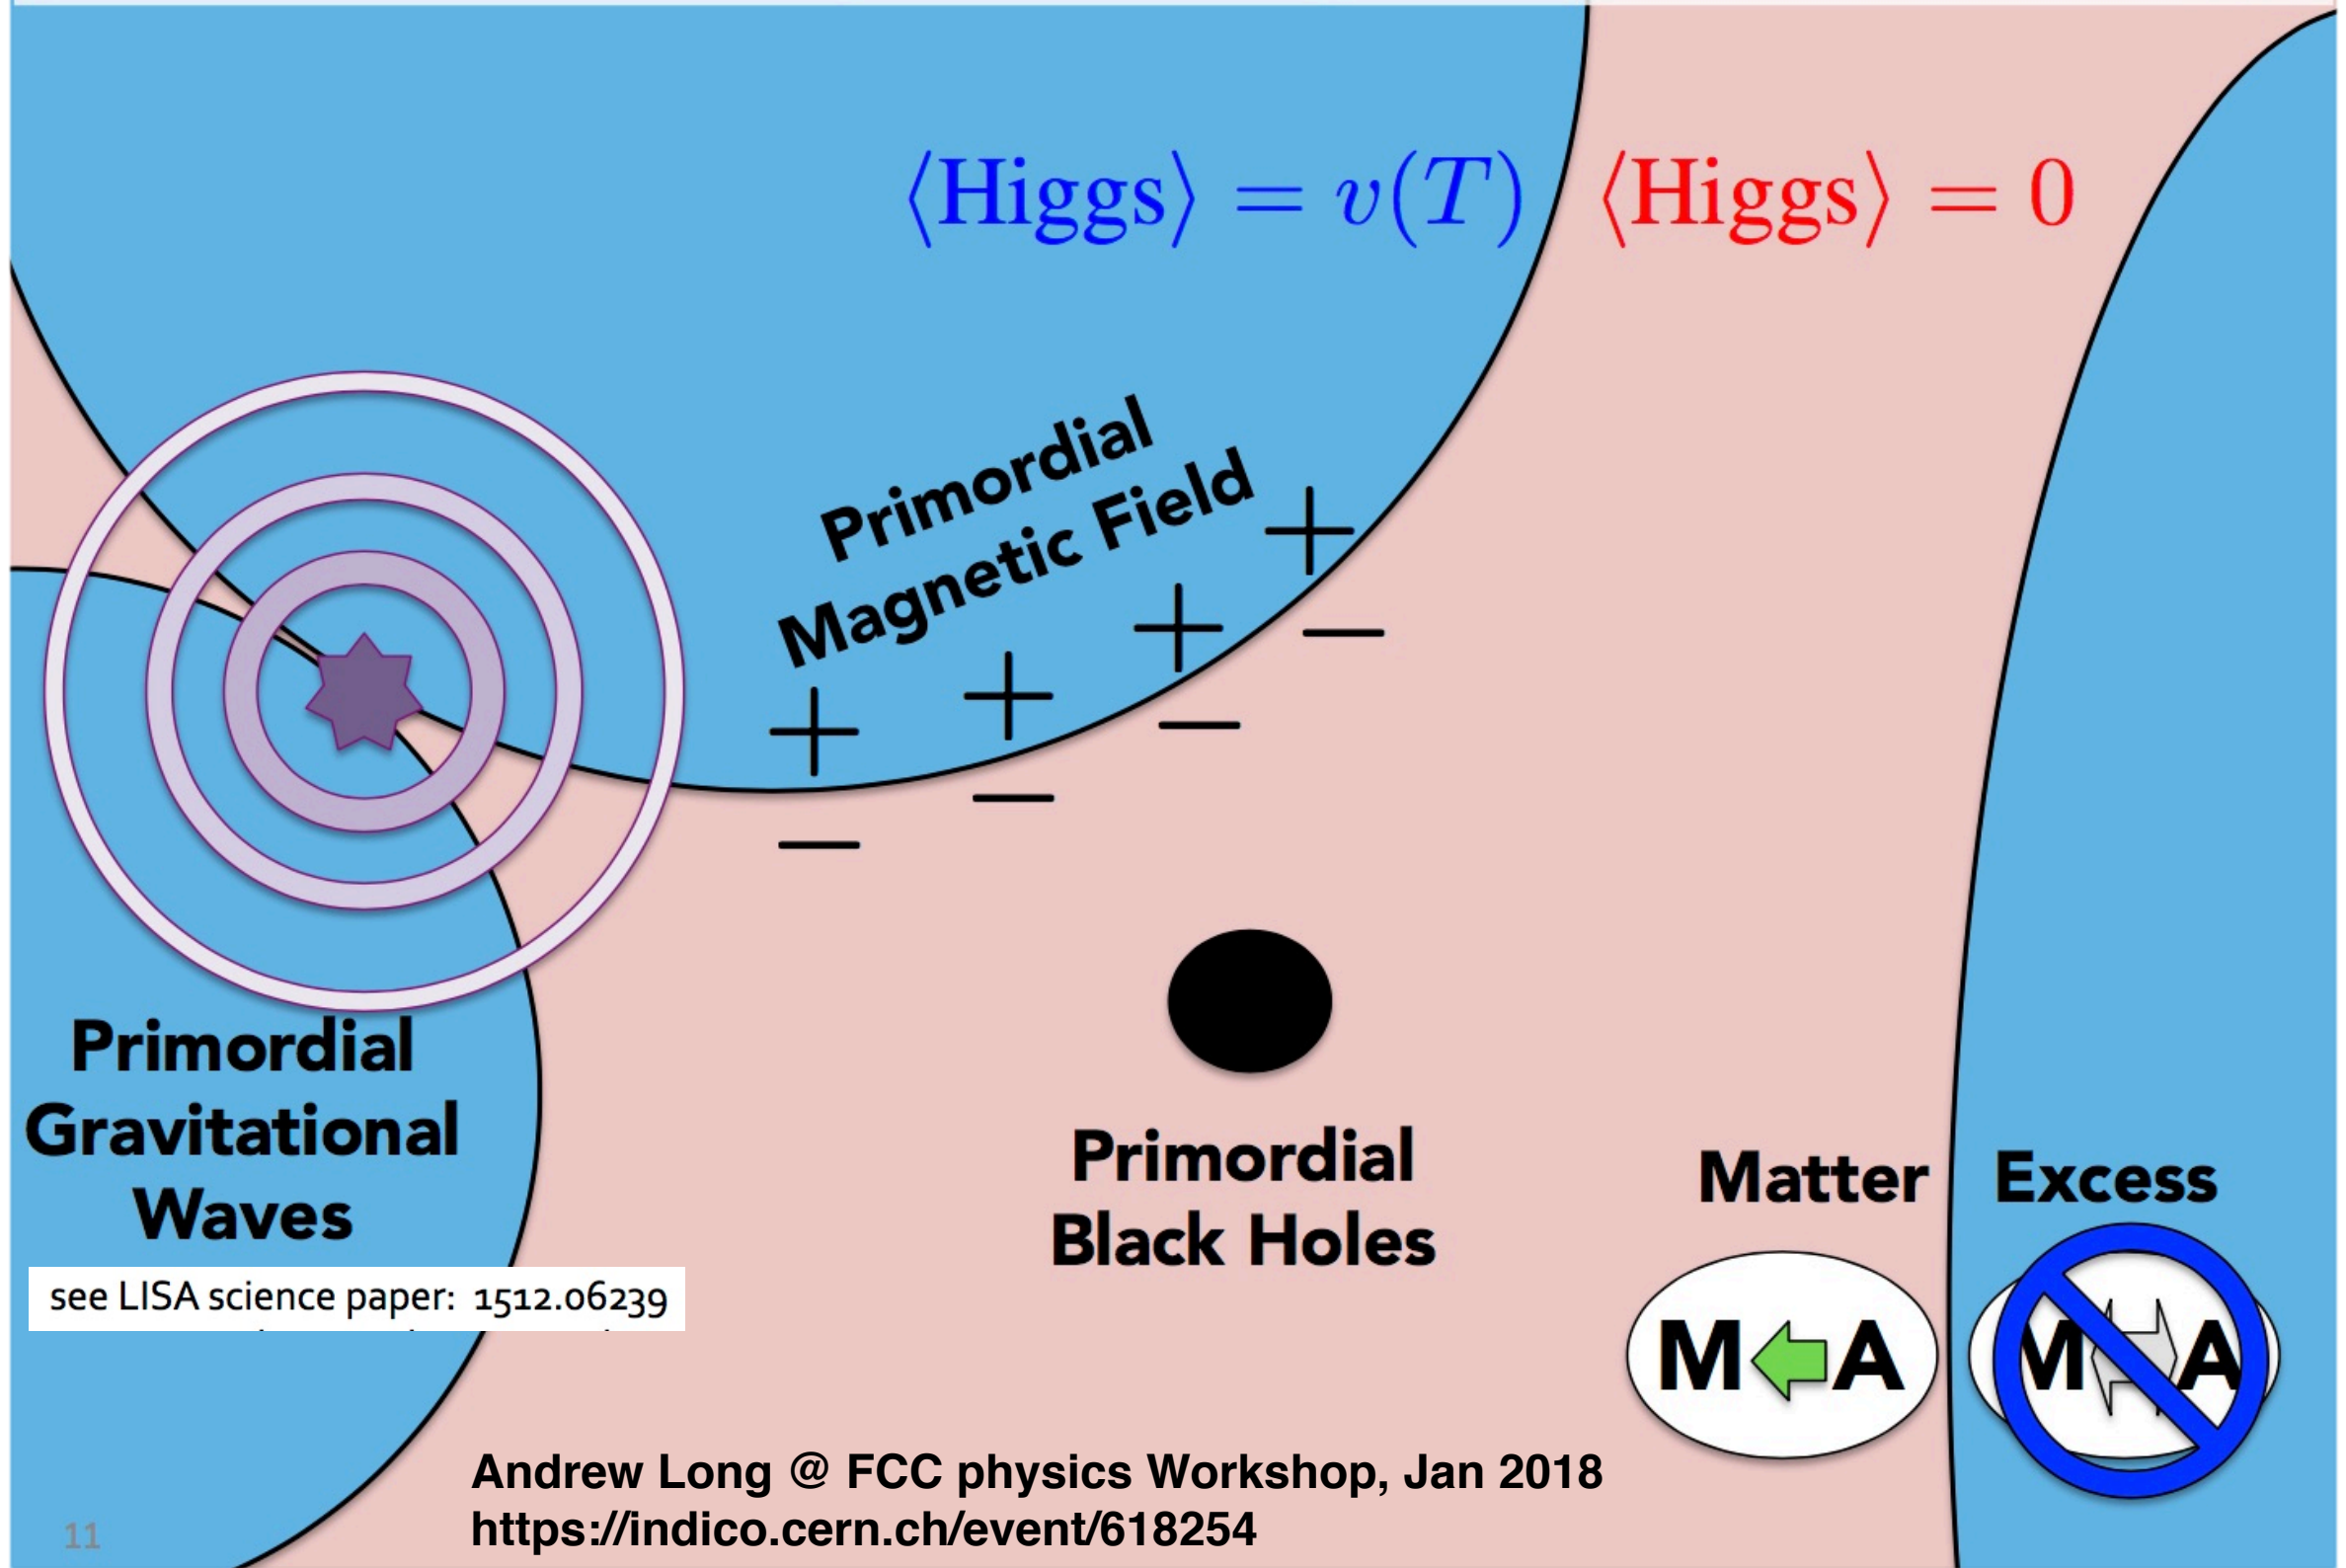 ⟨Higgs⟩ = v(T) ⟨Higgs⟩ = 0
Primordial
Magnetic Field
+ + + +
− − − −
Primordial
Gravitational
Waves
see LISA science paper: 1512.06239
Primordial
Black Holes
Matter Excess
M A M A
Andrew Long @ FCC physics Workshop, Jan 2018
https://indico.cern.ch/event/618254
11